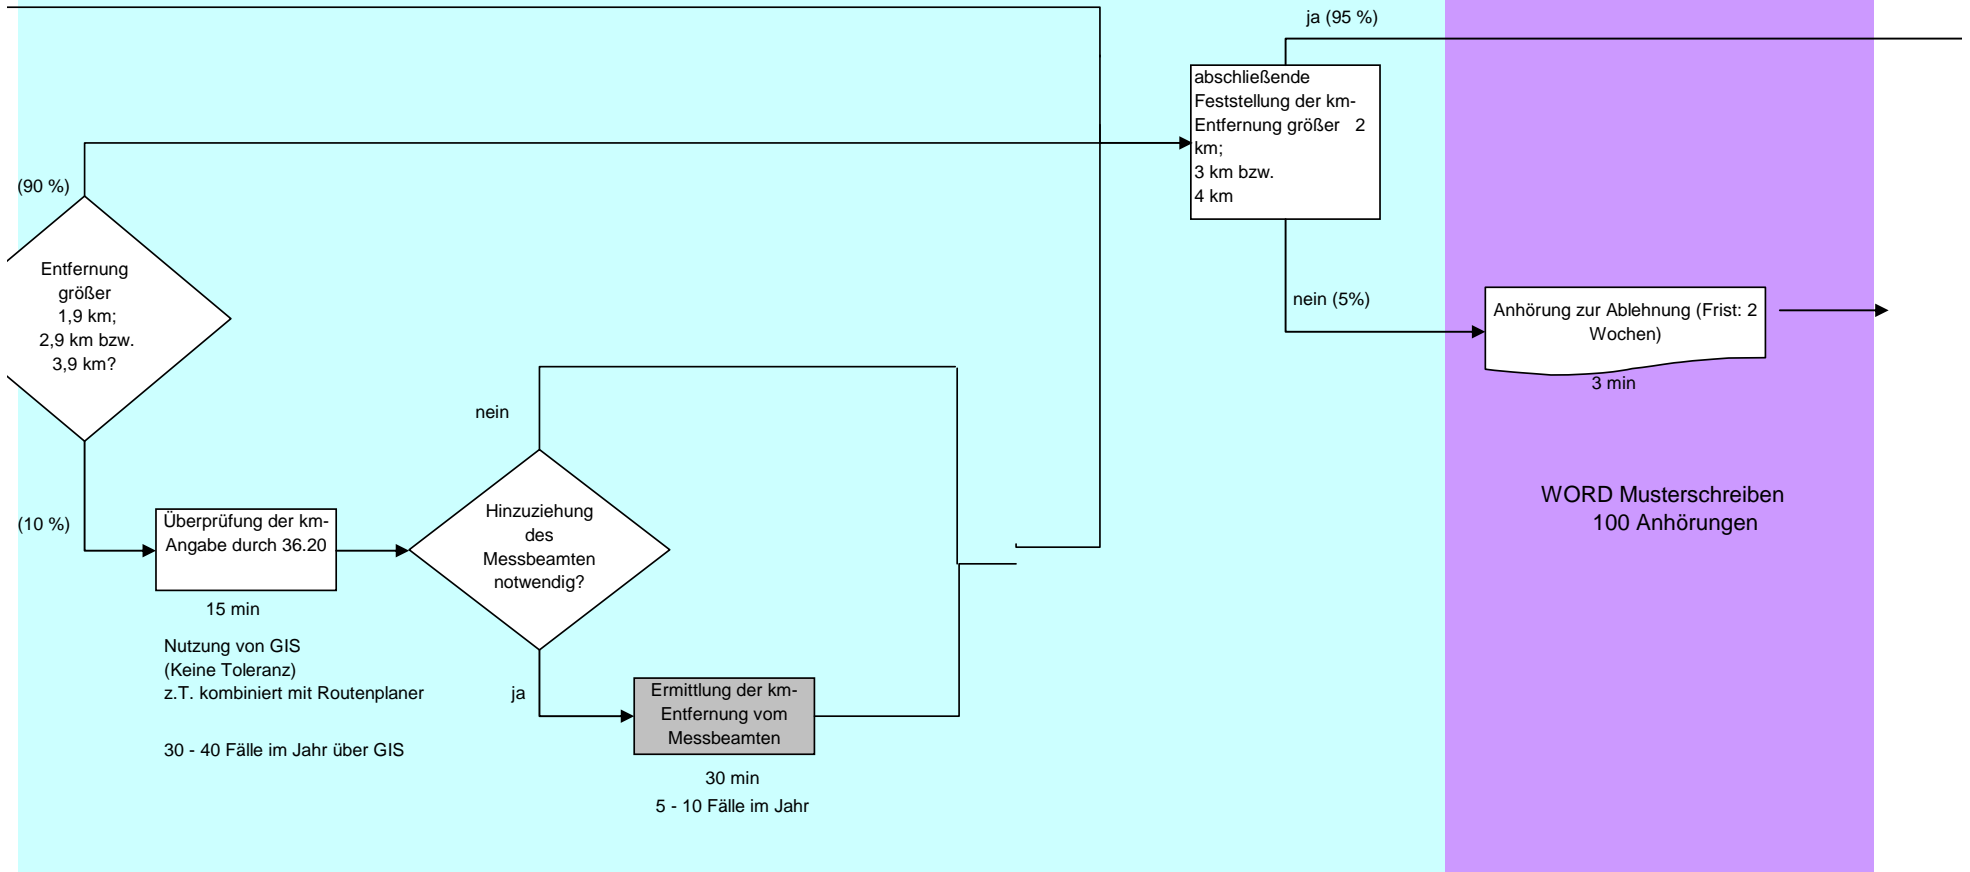 ja (95 %)
abschließende
Feststellung der km-
Entfernung größer 2
km;
3 km bzw.
4 km
(90 %)
Entfernung
größer
1,9 km;
2,9 km bzw.
3,9 km?
nein (5%)
Anhörung zur Ablehnung (Frist: 2
Wochen)
3 min
nein
(10 %)
Überprüfung der km-
Angabe durch 36.20
15 min
Nutzung von GIS
(Keine Toleranz)
z.T. kombiniert mit Routenplaner
30 - 40 Fälle im Jahr über GIS
Hinzuziehung
des
Messbeamten
notwendig?
ja
Ermittlung der km-
Entfernung vom
Messbeamten
30 min
5 - 10 Fälle im Jahr
WORD Musterschreiben
100 Anhörungen